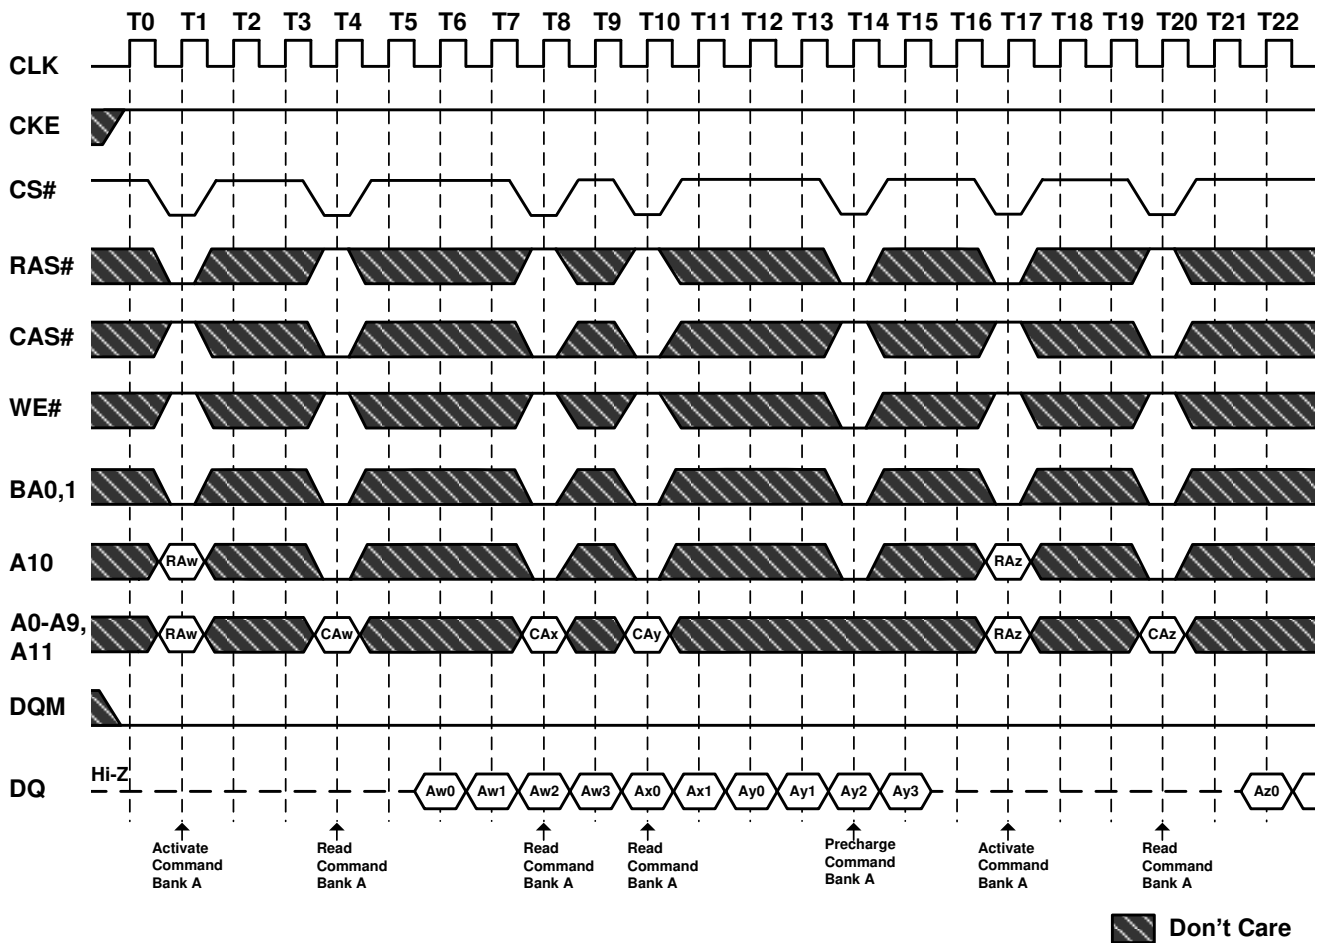 T0 T1 T2 T3 T4 T5 T6 T7 T8 T9 T10 T11 T12 T13 T14 T15 T16 T17 T18 T19 T20 T21 T22
CLK
CKE
CS#
RAS#
CAS#
WE#
BA0,1
A10 RAw RAz
A0-A9,
A11
RAw CAw CAx CAy RAz CAz
DQM
Hi-Z
DQ Aw0 Aw1 Aw2 Aw3 Ax0 Ax1 Ay0 Ay1 Ay2 Ay3 Az0
Activate
Command
Bank A
Read
Command
Bank A
Read
Command
Bank A
Read
Command
Bank A
Precharge
Command
Bank A
Activate
Command
Bank A
Read
Command
Bank A
Don't Care